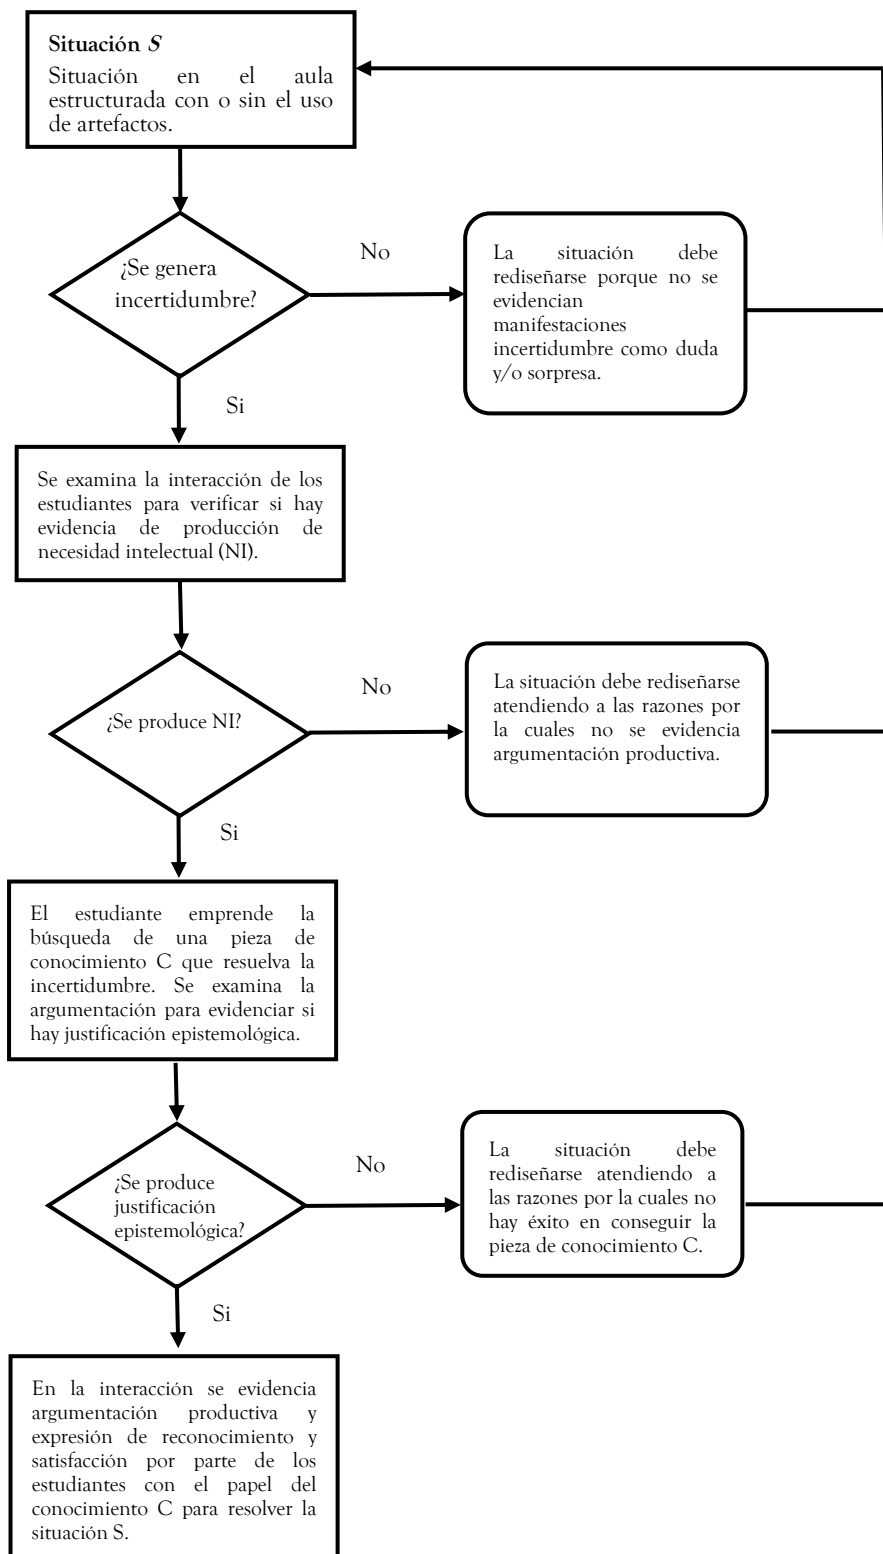 Situación S
Situación en el aula
estructurada con o sin el uso
de artefactos.
¿Se genera
incertidumbre?
No
La situación debe
rediseñarse porque no se
evidencian
manifestaciones
incertidumbre como duda
y/o sorpresa.
Si
Se examina la interacción de los
estudiantes para verificar si hay
evidencia de producción de
necesidad intelectual (NI).
¿Se produce NI?
No
La situación debe rediseñarse
atendiendo a las razones por
la cuales no se evidencia
argumentación productiva.
Si
El estudiante emprende la
búsqueda de una pieza de
conocimiento C que resuelva la
incertidumbre. Se examina la
argumentación para evidenciar si
hay justificación epistemológica.
¿Se produce
justificación
epistemológica?
No
La situación debe
rediseñarse atendiendo a
las razones por la cuales no
hay éxito en conseguir la
pieza de conocimiento C.
Si
En la interacción se evidencia
argumentación productiva y
expresión de reconocimiento y
satisfacción por parte de los
estudiantes con el papel del
conocimiento C para resolver la
situación S.